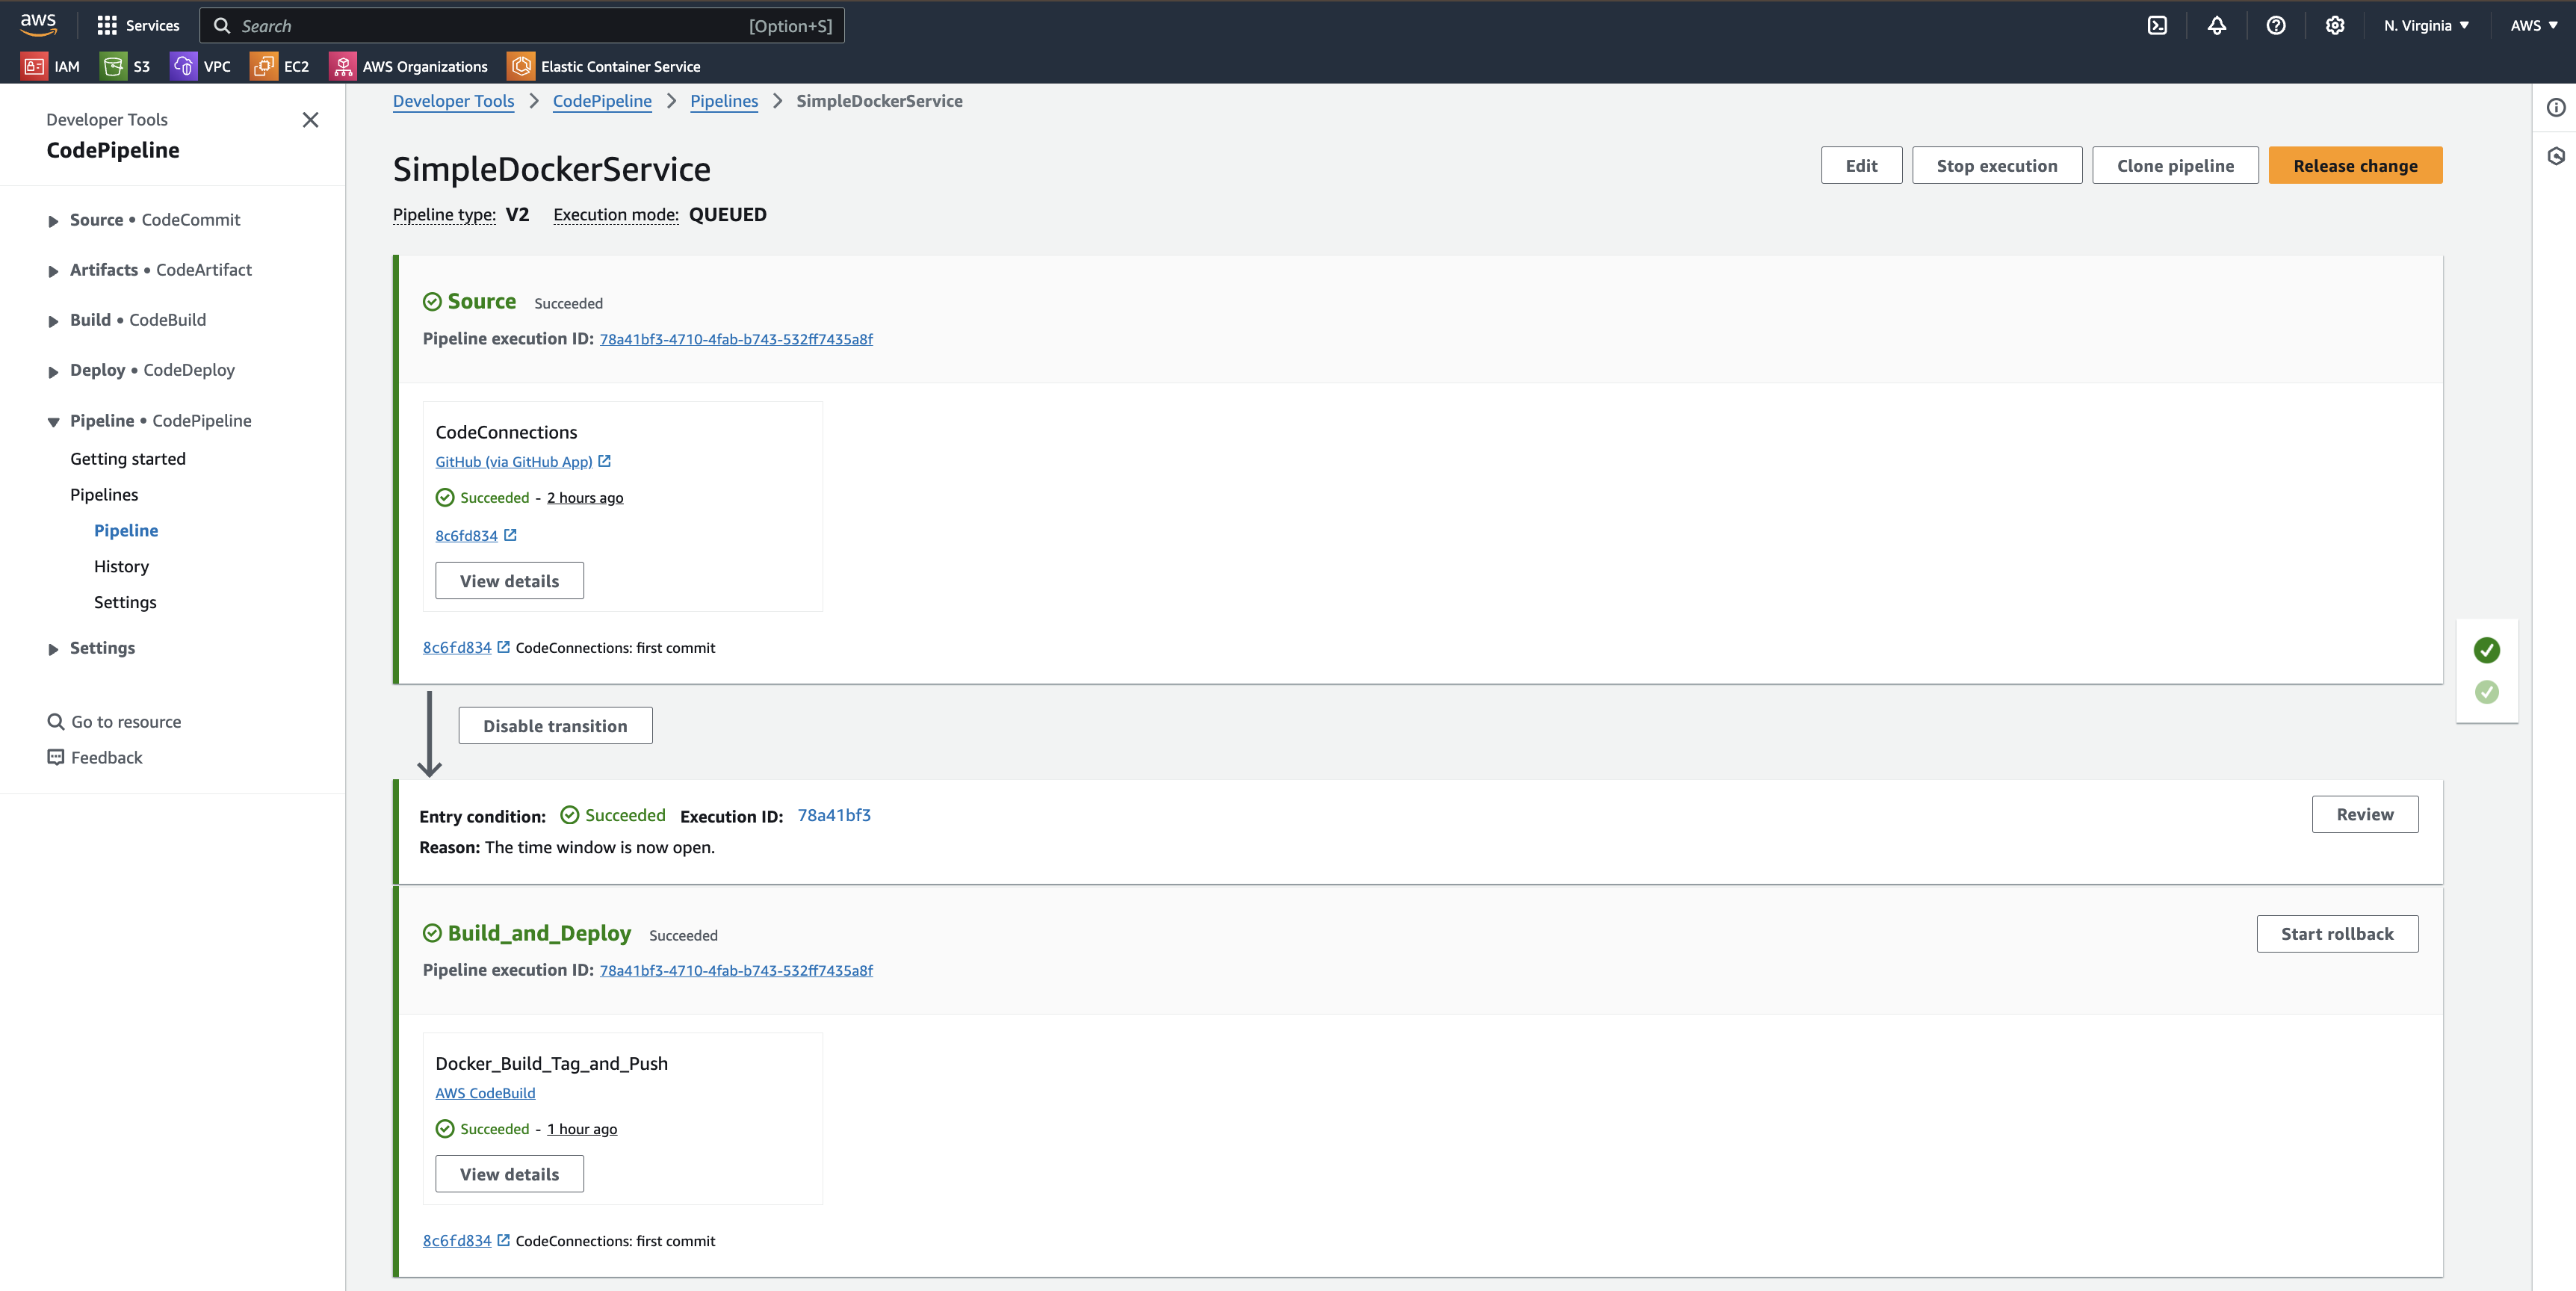 aws
Services
Search
[Option+S]
N. Virginia
AWS
IAM
S3
VPC
EC2
AWS Organizations
Elastic Container Service
Developer Tools
CodePipeline
Source • CodeCommit
Artifacts • CodeArtifact
Build • CodeBuild
Deploy • CodeDeploy
Pipeline • CodePipeline
Getting started
Pipelines
Pipeline
History
Settings
Settings
Go to resource
Feedback
Developer Tools > CodePipeline > Pipelines > SimpleDockerService
SimpleDockerService
Edit
Stop execution
Clone pipeline
Release change
Pipeline type: V2 Execution mode: QUEUED
Source Succeeded
Pipeline execution ID: 78a41bf3-4710-4fab-b743-532ff7435a8f
CodeConnections
GitHub (via GitHub App)
Succeeded - 2 hours ago
8c6fd834
View details
8c6fd834 CodeConnections: first commit
Disable transition
Entry condition: Succeeded Execution ID: 78a41bf3
Review
Reason: The time window is now open.
Build_and_Deploy Succeeded
Start rollback
Pipeline execution ID: 78a41bf3-4710-4fab-b743-532ff7435a8f
Docker_Build_Tag_and_Push
AWS CodeBuild
Succeeded - 1 hour ago
View details
8c6fd834 CodeConnections: first commit